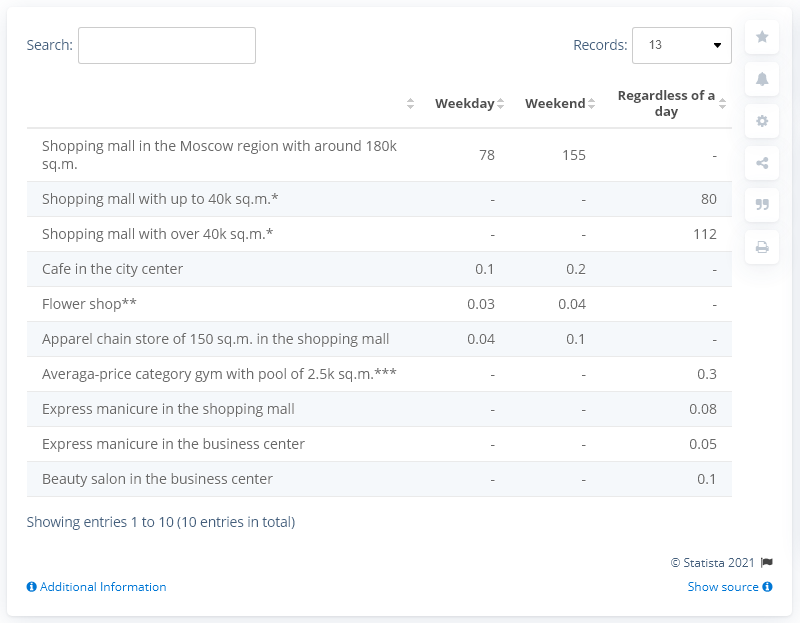 Search:
Records: 13
Weekday Weekend Regardless of a day
Shopping mall in the Moscow region with around 180k sq.m. 78 155 -
Shopping mall with up to 40k sq.m.* - - 80
Shopping mall with over 40k sq.m.* - - 112
Cafe in the city center 0.1 0.2 -
Flower shop** 0.03 0.04 -
Apparel chain store of 150 sq.m. in the shopping mall 0.04 0.1 -
Averaga-price category gym with pool of 2.5k sq.m.*** - - 0.3
Express manicure in the shopping mall - - 0.08
Express manicure in the business center - - 0.05
Beauty salon in the business center - - 0.1
Showing entries 1 to 10 (10 entries in total)
© Statista 2021
Additional Information
Show source